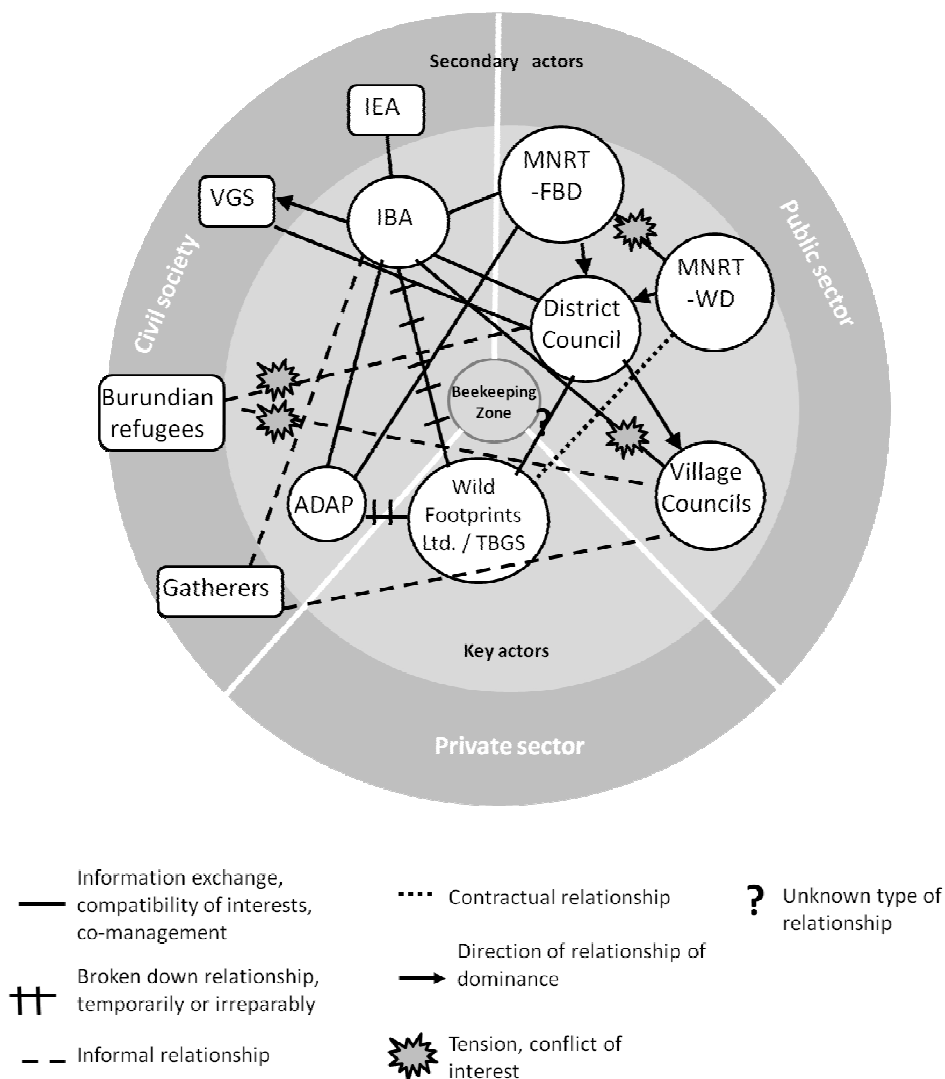 Secondary actors
IEA
MNRT
-FBD
VGS
IBA
Public sector
MNRT
-WD
Civil society
District
Council
Beekeeping
Zone
?
Burundian
refugees
Village
Councils
ADAP
Wild
Footprints
Ltd. / TBGS
Gatherers
Key actors
Private sector
Information exchange,
compatibility of interests,
co-management
Broken down relationship,
temporarily or irreparably
Informal relationship
Contractual relationship
Direction of relationship of
dominance
Tension, conflict of
interest
?
Unknown type of
relationship